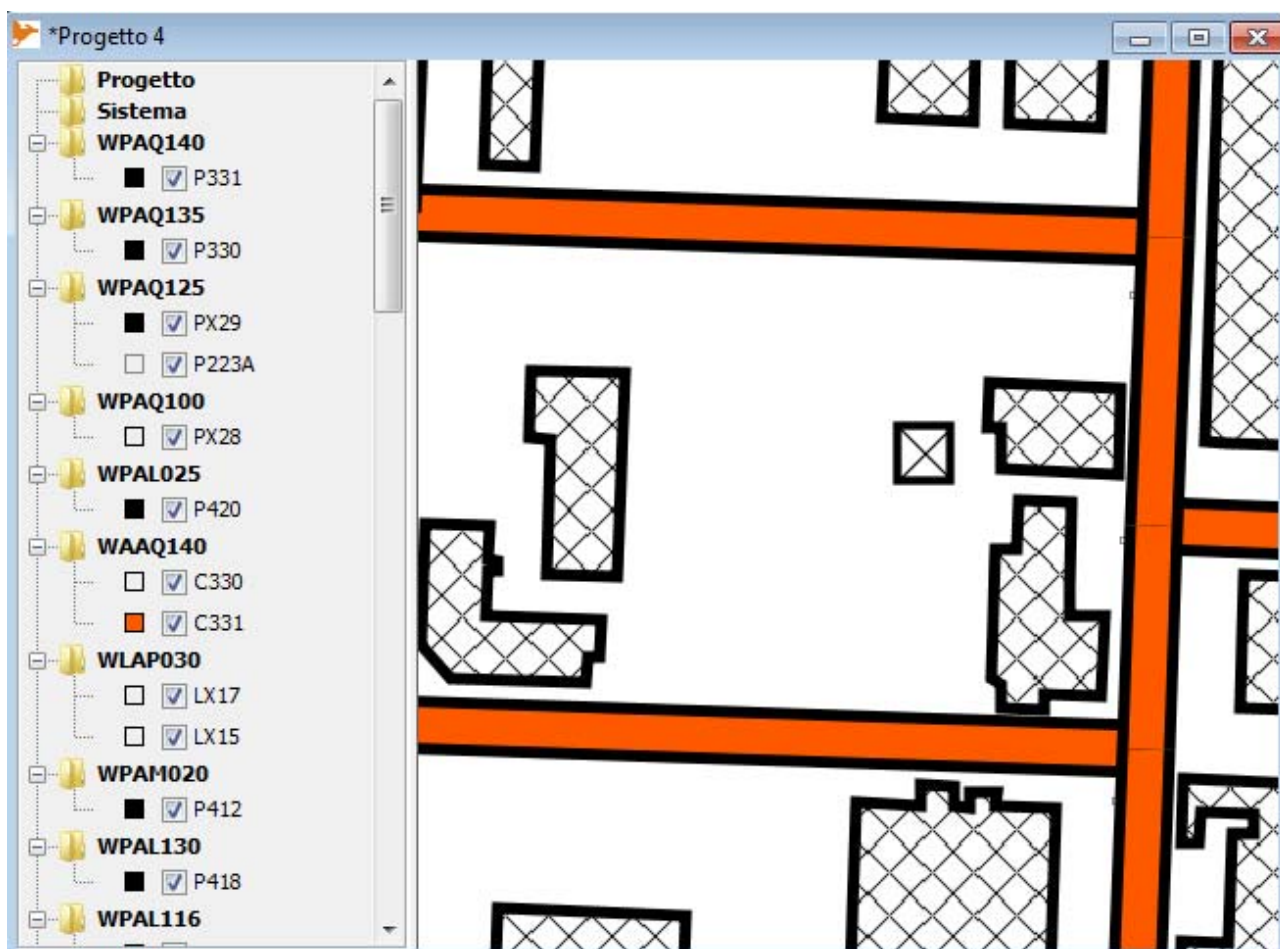 *Progetto 4
Progetto
Sistema
WPAQ140
P331
WPAQ135
P330
WPAQ125
PX29
P223A
WPAQ100
PX28
WPAL025
P420
WAAQ140
C330
C331
WLAP030
LX17
LX15
WPAM020
P412
WPAL130
P418
WPAL116